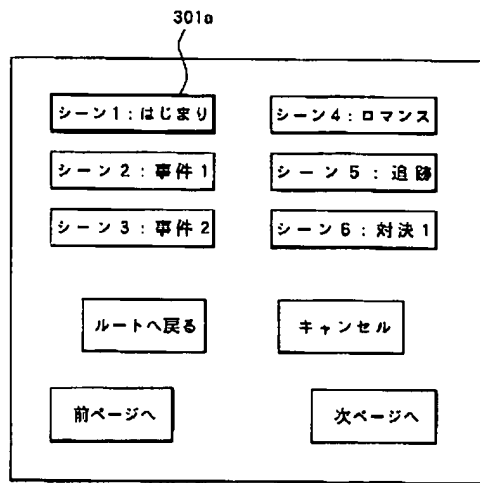 301a
シーン1：はじまり
シーン4：ロマンス
シーン2：事件1
シーン5：追跡
シーン3：事件2
シーン6：対決1
ルートへ戻る
キャンセル
前ページへ
次ページへ